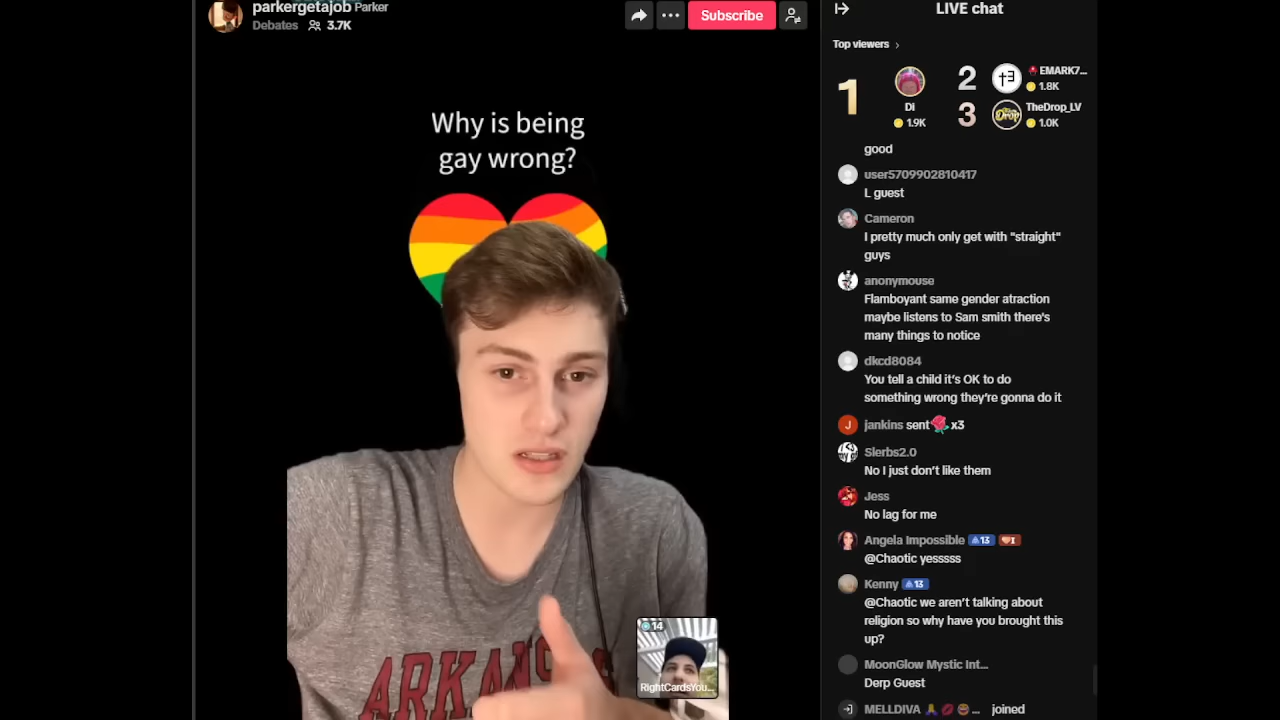 parkergetajob Parker
Debates 3.7K
Subscribe
LIVE chat
Top viewers
1
Di
1.9K
2
†3
EMARK7...
1.8K
3
Drop
TheDrop_LV
1.0K
Why is being
gay wrong?
good
user5709902810417
L guest
Cameron
I pretty much only get with "straight"
guys
anonymouse
Flamboyant same gender atraction
maybe listens to Sam smith there's
many things to notice
dkcd8084
You tell a child it's OK to do
something wrong they're gonna do it
J jankins sent x3
Slerbs2.0
No I just don't like them
Jess
No lag for me
Angela Impossible 13 I
@Chaotic yesssss
Kenny 13
@Chaotic we aren't talking about
religion so why have you brought this
up?
MoonGlow Mystic Int...
Derp Guest
MELLDIVA ... joined
14
RightCardsYou...
ARKANS